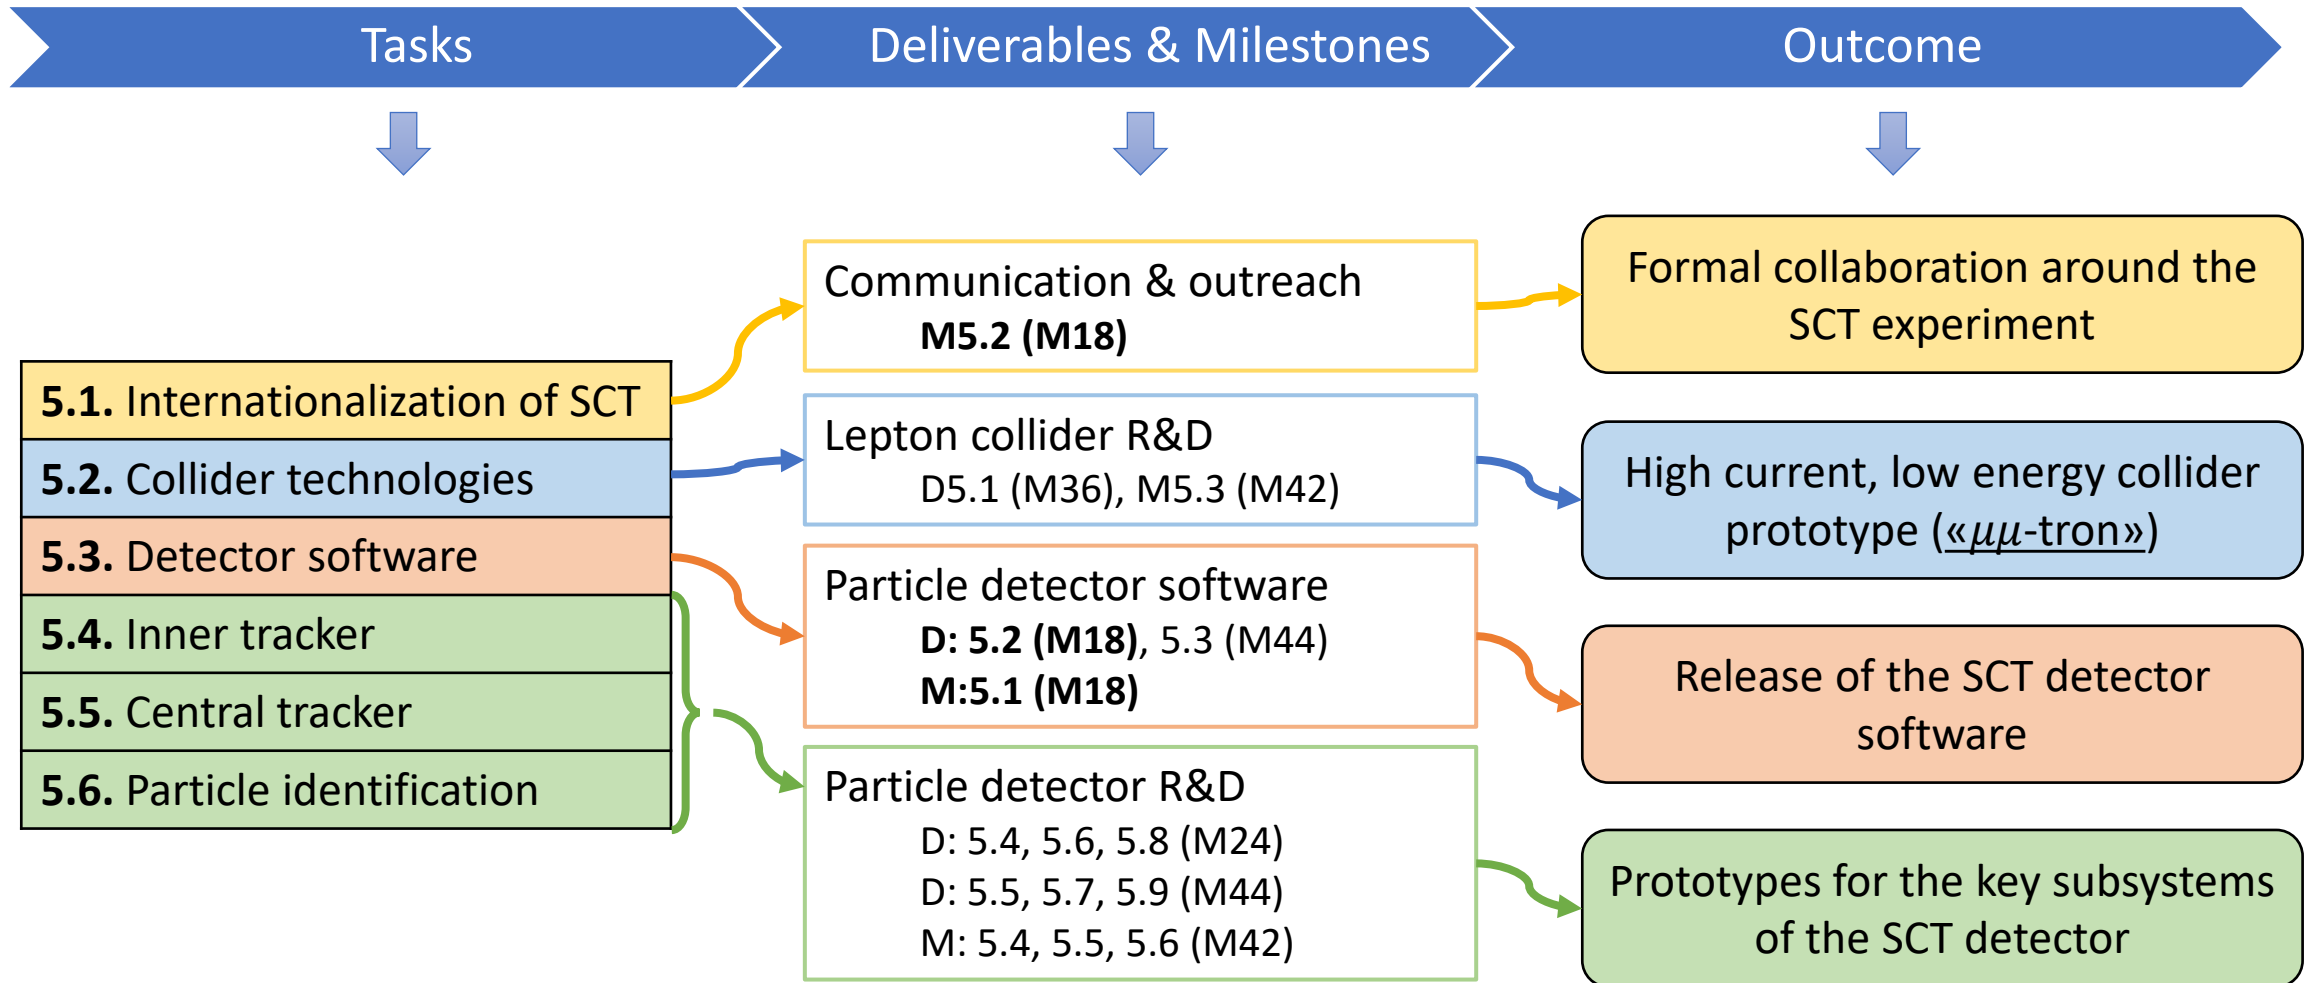 Tasks
Deliverables & Milestones
Outcome
5.1. Internationalization of SCT
5.2. Collider technologies
5.3. Detector software
5.4. Inner tracker
5.5. Central tracker
5.6. Particle identification
Communication & outreach
M5.2 (M18)
Lepton collider R&D
D5.1 (M36), M5.3 (M42)
Particle detector software
D: 5.2 (M18), 5.3 (M44)
M:5.1 (M18)
Particle detector R&D
D: 5.4, 5.6, 5.8 (M24)
D: 5.5, 5.7, 5.9 (M44)
M: 5.4, 5.5, 5.6 (M42)
Formal collaboration around the
SCT experiment
High current, low energy collider
prototype («𝜇𝜇-tron»)
Release of the SCT detector
software
Prototypes for the key subsystems
of the SCT detector